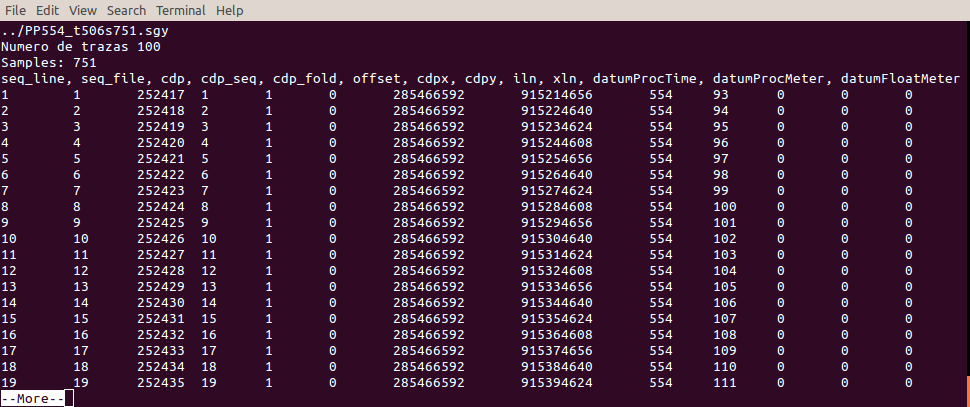 File Edit View Search Terminal Help
../PP554_t506s751.sgy
Numero de trazas 100
Samples: 751
seq_line, seq_file, cdp, cdp_seq, cdp_fold, offset, cdpx, cdpy, iln, xln, datumProcTime, datumProcMeter, datumFloatMeter
1 1 252417 1 1 0 285466592 915214656 554 93 0 0 0
2 2 252418 2 1 0 285466592 915224640 554 94 0 0 0
3 3 252419 3 1 0 285466592 915234624 554 95 0 0 0
4 4 252420 4 1 0 285466592 915244608 554 96 0 0 0
5 5 252421 5 1 0 285466592 915254656 554 97 0 0 0
6 6 252422 6 1 0 285466592 915264640 554 98 0 0 0
7 7 252423 7 1 0 285466592 915274624 554 99 0 0 0
8 8 252424 8 1 0 285466592 915284608 554 100 0 0 0
9 9 252425 9 1 0 285466592 915294656 554 101 0 0 0
10 10 252426 10 1 0 285466592 915304640 554 102 0 0 0
11 11 252427 11 1 0 285466592 915314624 554 103 0 0 0
12 12 252428 12 1 0 285466592 915324608 554 104 0 0 0
13 13 252429 13 1 0 285466592 915334656 554 105 0 0 0
14 14 252430 14 1 0 285466592 915344640 554 106 0 0 0
15 15 252431 15 1 0 285466592 915354624 554 107 0 0 0
16 16 252432 16 1 0 285466592 915364608 554 108 0 0 0
17 17 252433 17 1 0 285466592 915374656 554 109 0 0 0
18 18 252434 18 1 0 285466592 915384640 554 110 0 0 0
19 19 252435 19 1 0 285466592 915394624 554 111 0 0 0
--More--